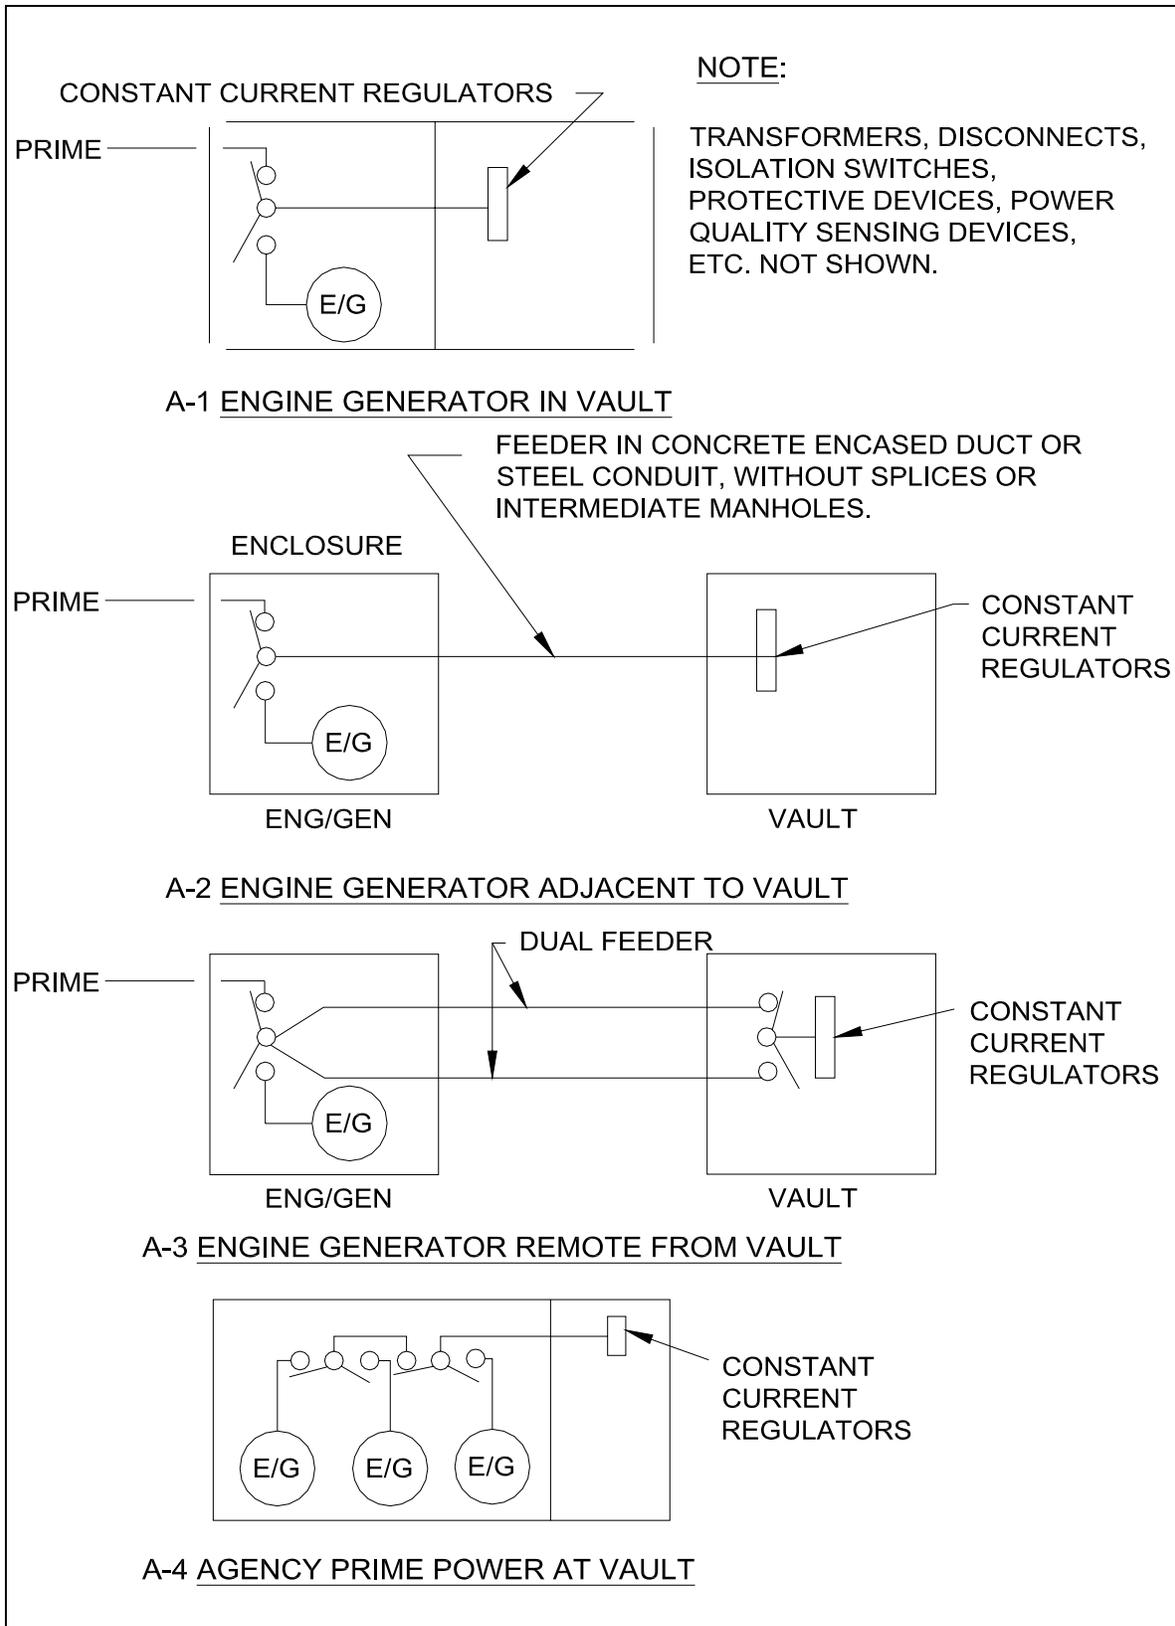 NOTE:
CONSTANT CURRENT REGULATORS
PRIME
TRANSFORMERS, DISCONNECTS,
ISOLATION SWITCHES,
PROTECTIVE DEVICES, POWER
QUALITY SENSING DEVICES,
ETC. NOT SHOWN.
E/G
A-1 ENGINE GENERATOR IN VAULT
FEEDER IN CONCRETE ENCASED DUCT OR
STEEL CONDUIT, WITHOUT SPLICES OR
INTERMEDIATE MANHOLES.
ENCLOSURE
PRIME
CONSTANT
CURRENT
REGULATORS
E/G
ENG/GEN
VAULT
A-2 ENGINE GENERATOR ADJACENT TO VAULT
DUAL FEEDER
PRIME
CONSTANT
CURRENT
REGULATORS
E/G
ENG/GEN
VAULT
A-3 ENGINE GENERATOR REMOTE FROM VAULT
CONSTANT
CURRENT
REGULATORS
E/G
E/G
E/G
A-4 AGENCY PRIME POWER AT VAULT